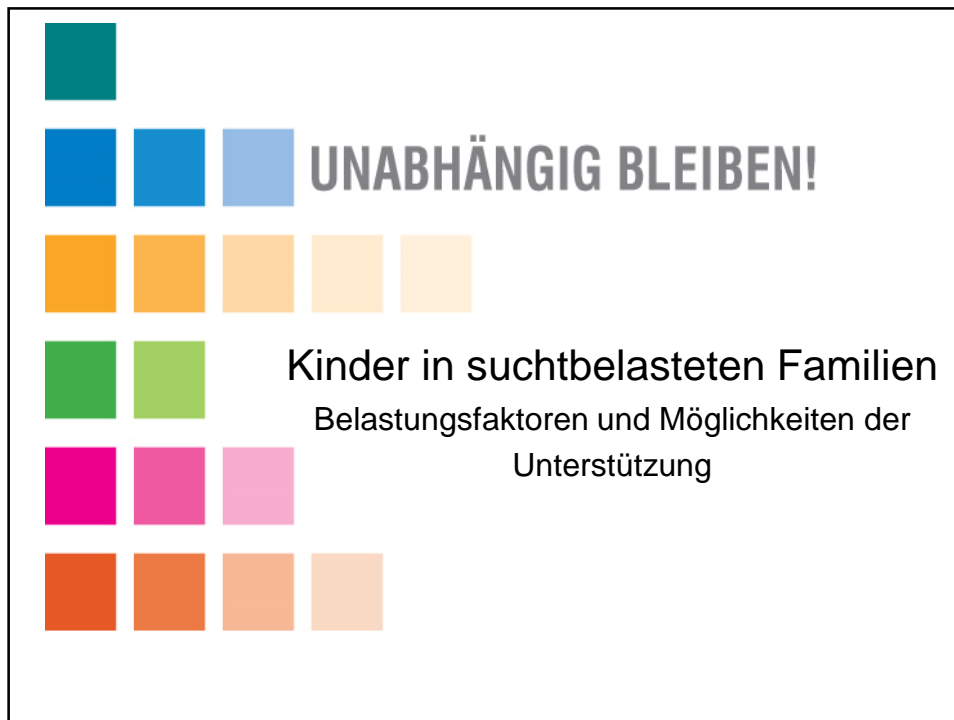 UNABHÄNGIG BLEIBEN!
Kinder in suchtbelasteten Familien
Belastungsfaktoren und Möglichkeiten der
Unterstützung